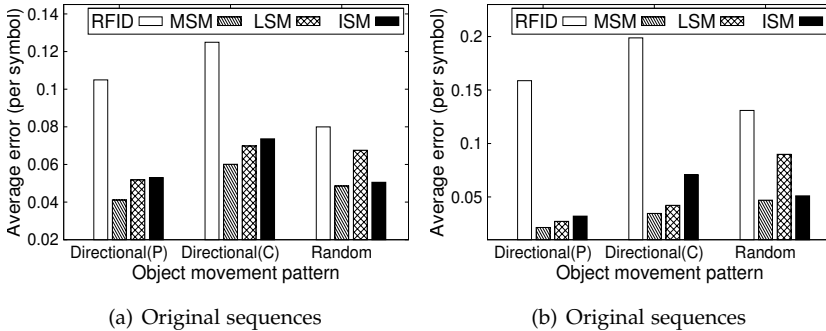 RFID MSM LSM ISM
0.14
0.12
0.1
0.08
0.06
0.04
0.02
Average error (per symbol)
Directional(P) Directional(C) Random
Object movement pattern
(a) Original sequences
RFID MSM LSM ISM
0.2
0.15
0.1
0.05
Average error (per symbol)
Directional(P) Directional(C) Random
Object movement pattern
(b) Original sequences